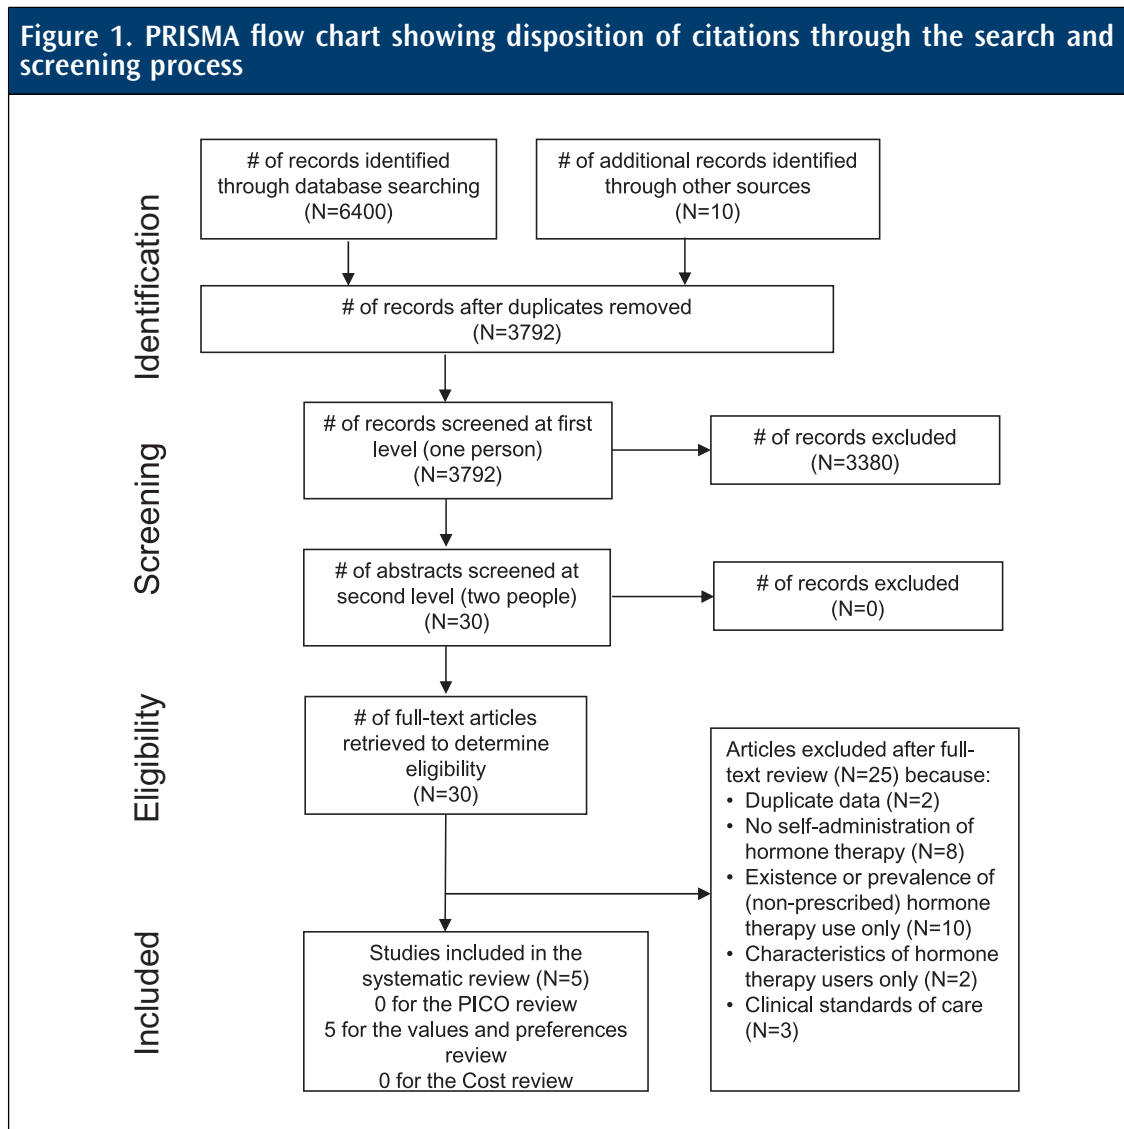 Figure 1. PRISMA flow chart showing disposition of citations through the search and
screening process
Identification
# of records identified
through database searching
(N=6400)
# of additional records identified
through other sources
(N=10)
# of records after duplicates removed
(N=3792)
Screening
# of records screened at first
level (one person)
(N=3792)
# of records excluded
(N=3380)
# of abstracts screened at
second level (two people)
(N=30)
# of records excluded
(N=0)
Eligibility
# of full-text articles
retrieved to determine
eligibility
(N=30)
Articles excluded after full-
text review (N=25) because:
• Duplicate data (N=2)
• No self-administration of
hormone therapy (N=8)
• Existence or prevalence of
(non-prescribed) hormone
therapy use only (N=10)
• Characteristics of hormone
therapy users only (N=2)
• Clinical standards of care
(N=3)
Included
Studies included in the
systematic review (N=5)
0 for the PICO review
5 for the values and preferences
review
0 for the Cost review